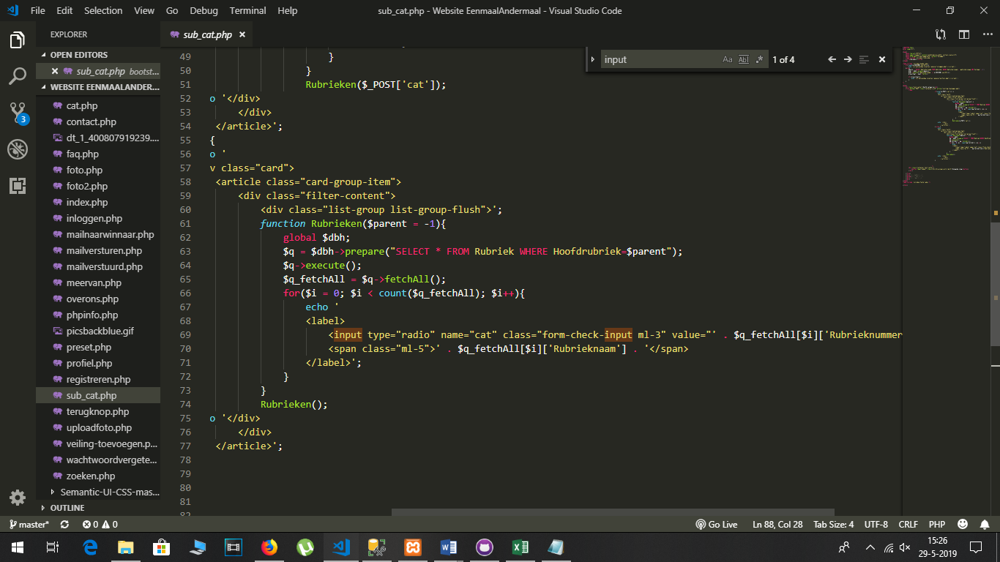 File Edit Selection View Go Debug Terminal Help
sub_cat.php - Website EenmaalAndermaal - Visual Studio Code
EXPLORER
OPEN EDITORS
sub_cat.php bootst...
WEBSITE EENMAALANDER...
cat.php
contact.php
dt_1_400807919239....
faq.php
foto.php
foto2.php
index.php
inloggen.php
mailnaarwinnaar.php
mailversturen.php
mailverstuurd.php
meervan.php
overons.php
phpinfo.php
picsbackblue.gif
preset.php
profiel.php
registreren.php
sub_cat.php
terugknop.php
uploadfoto.php
veiling-toevoegen.p...
wachtwoordvergete...
zoeken.php
Semantic-UI-CSS-mas...
OUTLINE
3
sub_cat.php
input Aa Abl .* 1 of 4
49 }
50 }
51 Rubrieken($_POST['cat']);
52 o '</div>
53 </div>
54 </article>';
55 {
56 o '
57 v class="card">
58 <article class="card-group-item">
59 <div class="filter-content">
60 <div class="list-group list-group-flush">';
61 function Rubrieken($parent = -1){
62 global $dbh;
63 $q = $dbh->prepare("SELECT * FROM Rubriek WHERE Hoofdrubriek=$parent");
64 $q->execute();
65 $q_fetchAll = $q->fetchAll();
66 for($i = 0; $i < count($q_fetchAll); $i++){
67 echo '
68 <label>
69 <input type="radio" name="cat" class="form-check-input ml-3" value="' . $q_fetchAll[$i]['Rubrieknummer
70 <span class="ml-5">' . $q_fetchAll[$i]['Rubrieknaam'] . '</span>
71 </label>';
72 }
73 }
74 Rubrieken();
75 o '</div>
76 </div>
77 </article>';
78
79
80
81
82
master* 0 0 Go Live Ln 88, Col 28 Tab Size: 4 UTF-8 CRLF PHP
15:26
29-5-2019